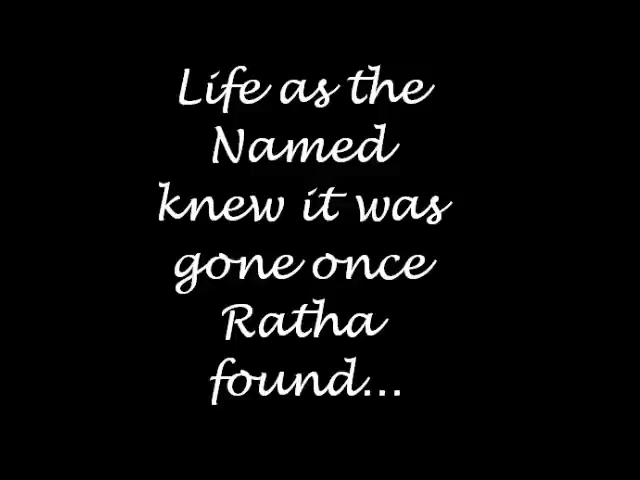 Life as the
Named
knew it was
gone once
Ratha
found...